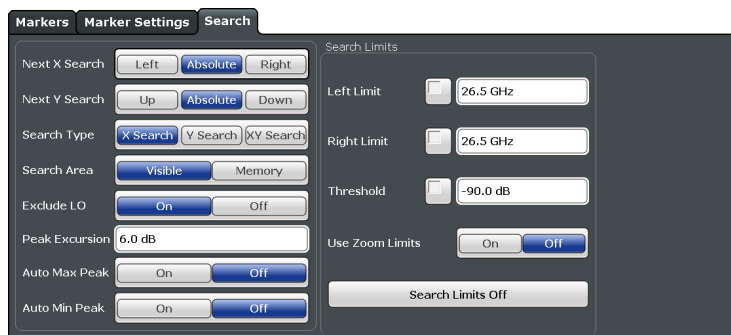 Markers Marker Settings Search
Next X Search Left Absolute Right
Next Y Search Up Absolute Down
Search Type X Search Y Search XY Search
Search Area Visible Memory
Exclude LO On Off
Peak Excursion 6.0 dB
Auto Max Peak On Off
Auto Min Peak On Off
Search Limits
Left Limit 26.5 GHz
Right Limit 26.5 GHz
Threshold -90.0 dB
Use Zoom Limits On Off
Search Limits Off